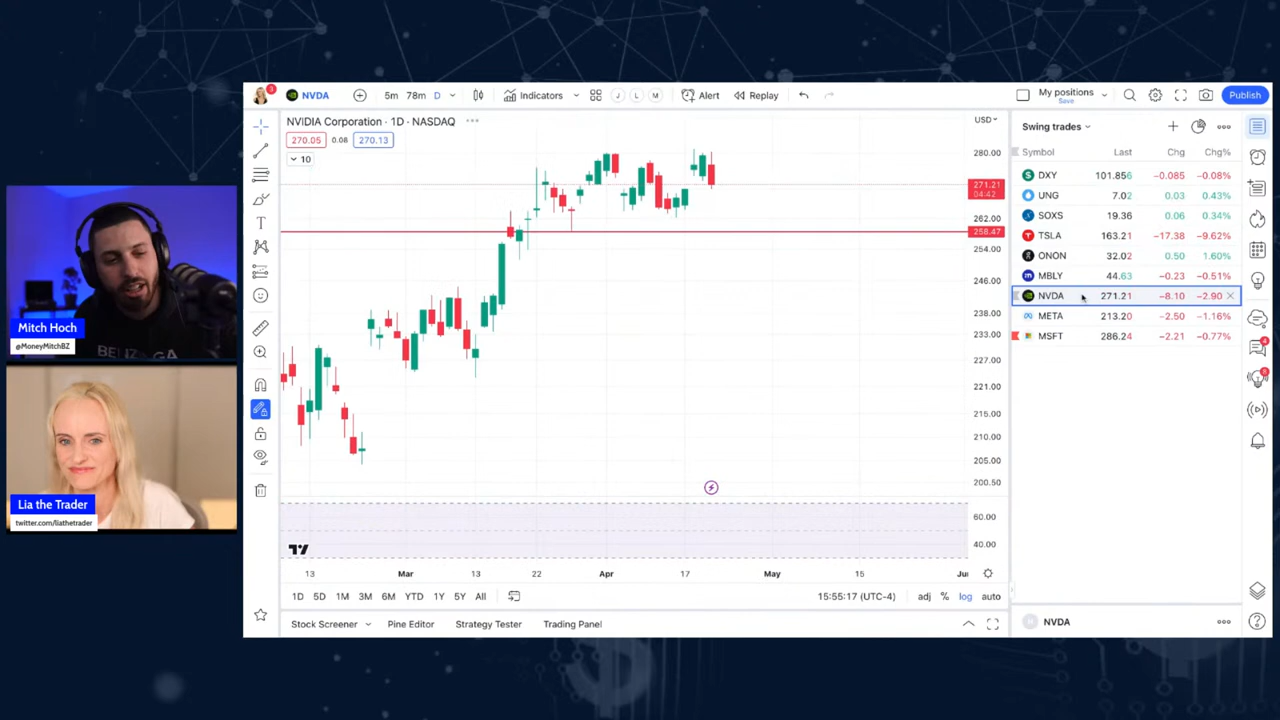 3
NVDA
5m 78m D
Indicators
J L M
Alert
Replay
My positions
Save
Publish
NVIDIA Corporation · 1D · NASDAQ
USD
270.05 0.08 270.13
10
280.00
271.21
04:42
262.00
258.47
254.00
246.00
238.00
233.00
227.00
221.00
215.00
210.00
205.00
200.50
60.00
40.00
13 Mar 13 22 Apr 17 May 15 Ju
1D 5D 1M 3M 6M YTD 1Y 5Y All
15:55:17 (UTC-4) adj % log auto
Stock Screener Pine Editor Strategy Tester Trading Panel
Swing trades
Symbol Last Chg Chg%
DXY 101.856 −0.085 −0.08%
UNG 7.02 0.03 0.43%
SOXS 19.36 0.06 0.34%
TSLA 163.21 −17.38 −9.62%
ONON 32.02 0.50 1.60%
MBLY 44.63 −0.23 −0.51%
NVDA 271.21 −8.10 −2.90
META 213.20 −2.50 −1.16%
MSFT 286.24 −2.21 −0.77%
NVDA
Mitch Hoch
@MoneyMitchBZ
Lia the Trader
twitter.com/liathetrader